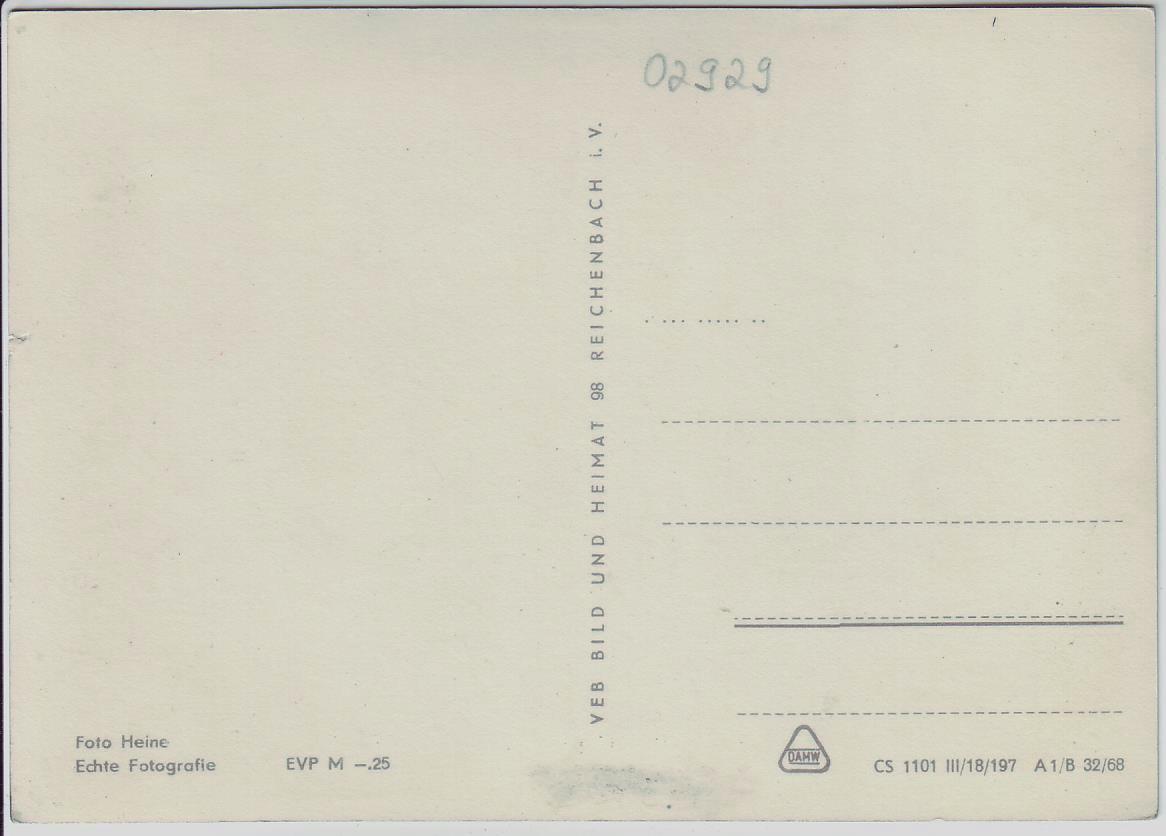 02929
VEB BILD UND HEIMAT 98 REICHENBACH i. V.
Foto Heine
Echte Fotografie
EVP M –.25
DAMW
CS 1101 III/18/197 A 1/B 32/68